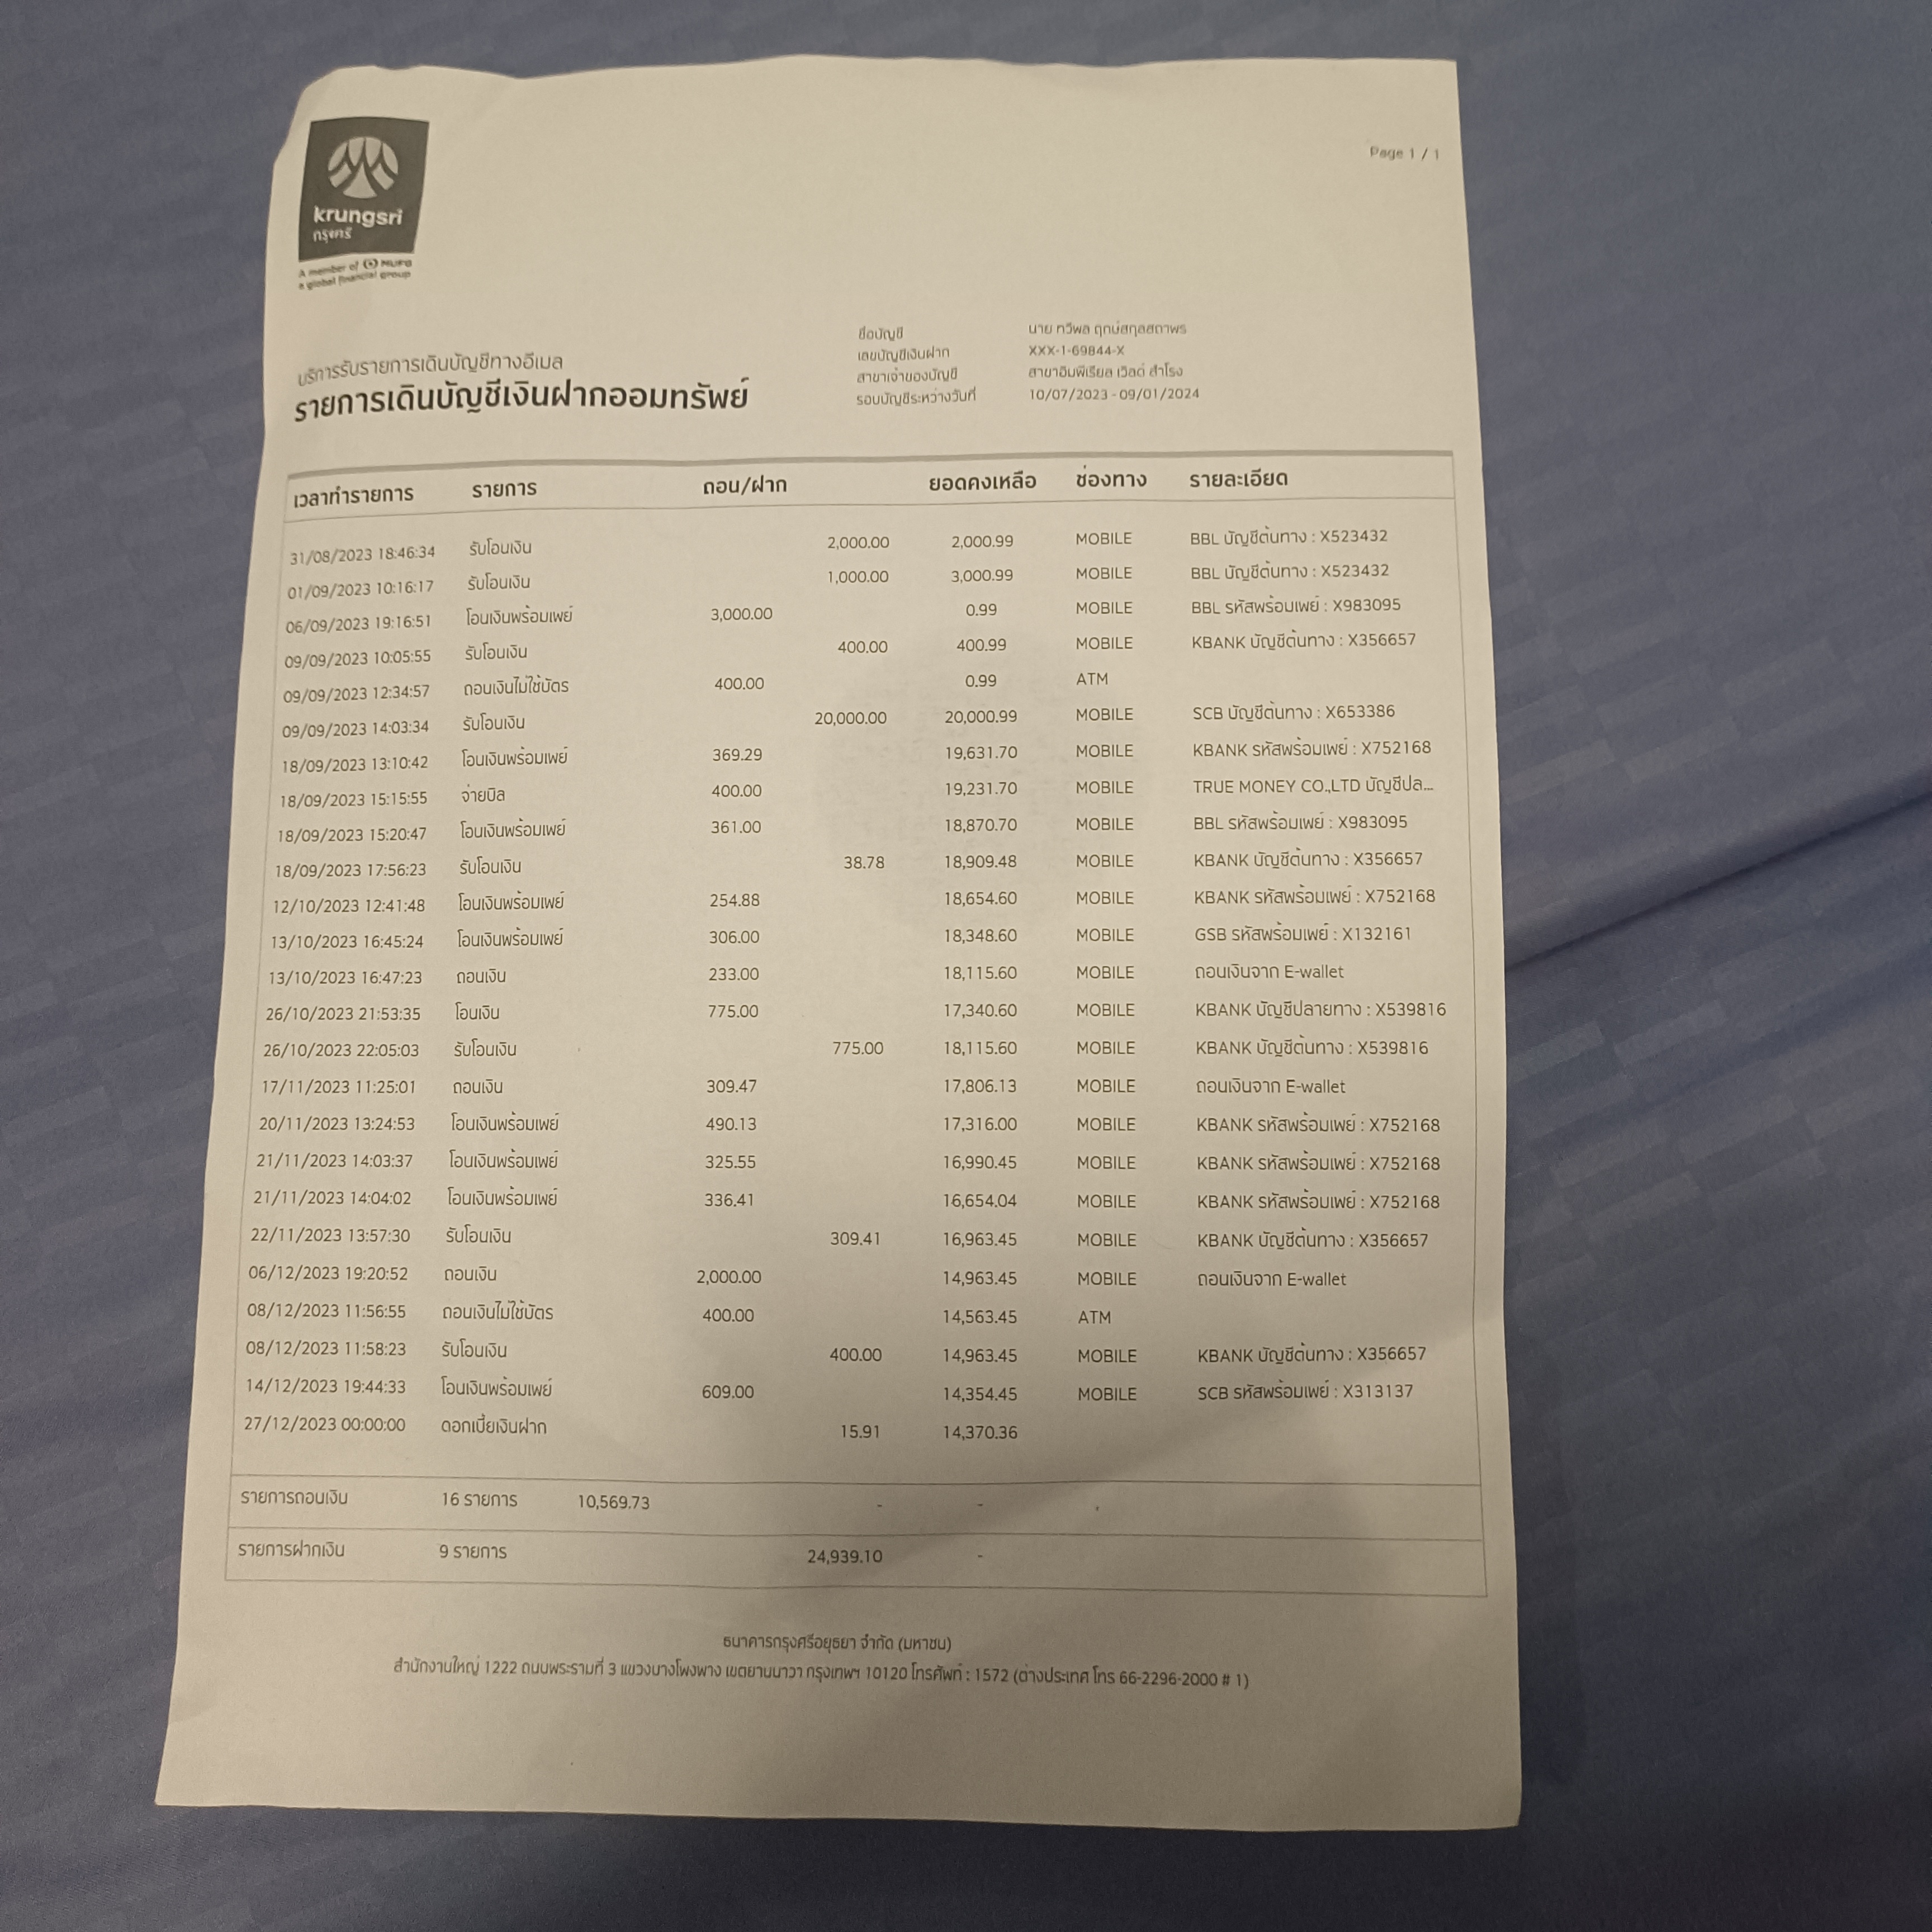 Page 1 / 1
krungsri
กรุงศรี
A member of MUFG
a global financial group
บริการรับรายการเดินบัญชีทางอีเมล
รายการเดินบัญชีเงินฝากออมทรัพย์
ชื่อบัญชี นาย ทวีพล ฤกษ์สกุลสถาพร
เลขบัญชีเงินฝาก XXX-1-69844-X
สาขาเจ้าของบัญชี สาขาอิมพีเรียล เวิลด์ สำโรง
รอบบัญชีระหว่างวันที่ 10/07/2023 - 09/01/2024
เวลาทำรายการ รายการ ถอน/ฝาก ยอดคงเหลือ ช่องทาง รายละเอียด
31/08/2023 18:46:34 รับโอนเงิน 2,000.00 2,000.99 MOBILE BBL บัญชีต้นทาง : X523432
01/09/2023 10:16:17 รับโอนเงิน 1,000.00 3,000.99 MOBILE BBL บัญชีต้นทาง : X523432
06/09/2023 19:16:51 โอนเงินพร้อมเพย์ 3,000.00 0.99 MOBILE BBL รหัสพร้อมเพย์ : X983095
09/09/2023 10:05:55 รับโอนเงิน 400.00 400.99 MOBILE KBANK บัญชีต้นทาง : X356657
09/09/2023 12:34:57 ถอนเงินไม่ใช้บัตร 400.00 0.99 ATM
09/09/2023 14:03:34 รับโอนเงิน 20,000.00 20,000.99 MOBILE SCB บัญชีต้นทาง : X653386
18/09/2023 13:10:42 โอนเงินพร้อมเพย์ 369.29 19,631.70 MOBILE KBANK รหัสพร้อมเพย์ : X752168
18/09/2023 15:15:55 จ่ายบิล 400.00 19,231.70 MOBILE TRUE MONEY CO.,LTD บัญชีปล...
18/09/2023 15:20:47 โอนเงินพร้อมเพย์ 361.00 18,870.70 MOBILE BBL รหัสพร้อมเพย์ : X983095
18/09/2023 17:56:23 รับโอนเงิน 38.78 18,909.48 MOBILE KBANK บัญชีต้นทาง : X356657
12/10/2023 12:41:48 โอนเงินพร้อมเพย์ 254.88 18,654.60 MOBILE KBANK รหัสพร้อมเพย์ : X752168
13/10/2023 16:45:24 โอนเงินพร้อมเพย์ 306.00 18,348.60 MOBILE GSB รหัสพร้อมเพย์ : X132161
13/10/2023 16:47:23 ถอนเงิน 233.00 18,115.60 MOBILE ถอนเงินจาก E-wallet
26/10/2023 21:53:35 โอนเงิน 775.00 17,340.60 MOBILE KBANK บัญชีปลายทาง : X539816
26/10/2023 22:05:03 รับโอนเงิน 775.00 18,115.60 MOBILE KBANK บัญชีต้นทาง : X539816
17/11/2023 11:25:01 ถอนเงิน 309.47 17,806.13 MOBILE ถอนเงินจาก E-wallet
20/11/2023 13:24:53 โอนเงินพร้อมเพย์ 490.13 17,316.00 MOBILE KBANK รหัสพร้อมเพย์ : X752168
21/11/2023 14:03:37 โอนเงินพร้อมเพย์ 325.55 16,990.45 MOBILE KBANK รหัสพร้อมเพย์ : X752168
21/11/2023 14:04:02 โอนเงินพร้อมเพย์ 336.41 16,654.04 MOBILE KBANK รหัสพร้อมเพย์ : X752168
22/11/2023 13:57:30 รับโอนเงิน 309.41 16,963.45 MOBILE KBANK บัญชีต้นทาง : X356657
06/12/2023 19:20:52 ถอนเงิน 2,000.00 14,963.45 MOBILE ถอนเงินจาก E-wallet
08/12/2023 11:56:55 ถอนเงินไม่ใช้บัตร 400.00 14,563.45 ATM
08/12/2023 11:58:23 รับโอนเงิน 400.00 14,963.45 MOBILE KBANK บัญชีต้นทาง : X356657
14/12/2023 19:44:33 โอนเงินพร้อมเพย์ 609.00 14,354.45 MOBILE SCB รหัสพร้อมเพย์ : X313137
27/12/2023 00:00:00 ดอกเบี้ยเงินฝาก 15.91 14,370.36
รายการถอนเงิน 16 รายการ 10,569.73 - -
รายการฝากเงิน 9 รายการ 24,939.10 -
ธนาคารกรุงศรีอยุธยา จำกัด (มหาชน)
สำนักงานใหญ่ 1222 ถนนพระรามที่ 3 แขวงบางโพงพาง เขตยานนาวา กรุงเทพฯ 10120 โทรศัพท์ : 1572 (ต่างประเทศ โทร 66-2296-2000 # 1)